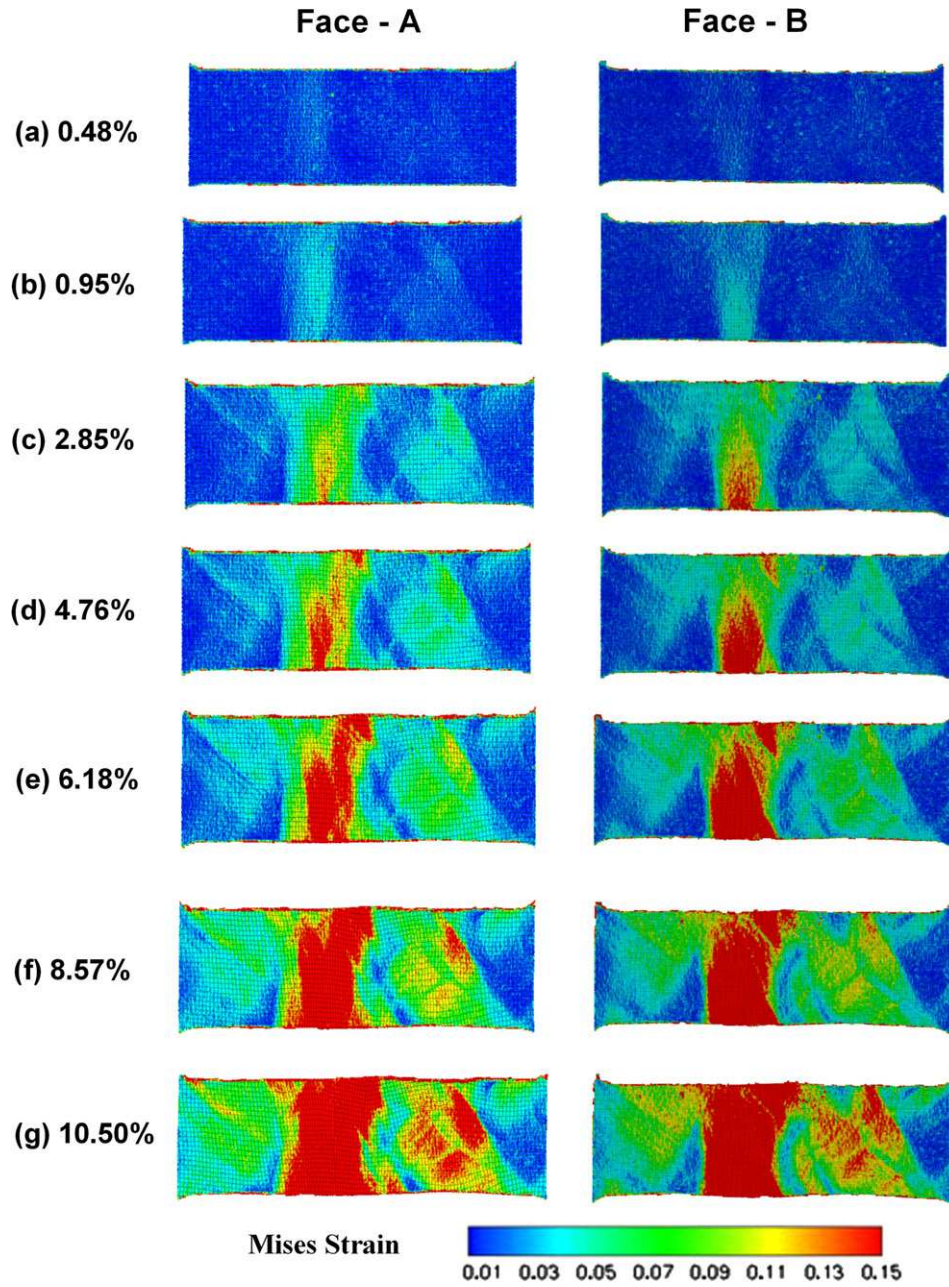 Face - A Face - B
(a) 0.48%
(b) 0.95%
(c) 2.85%
(d) 4.76%
(e) 6.18%
(f) 8.57%
(g) 10.50%
Mises Strain
0.01 0.03 0.05 0.07 0.09 0.11 0.13 0.15